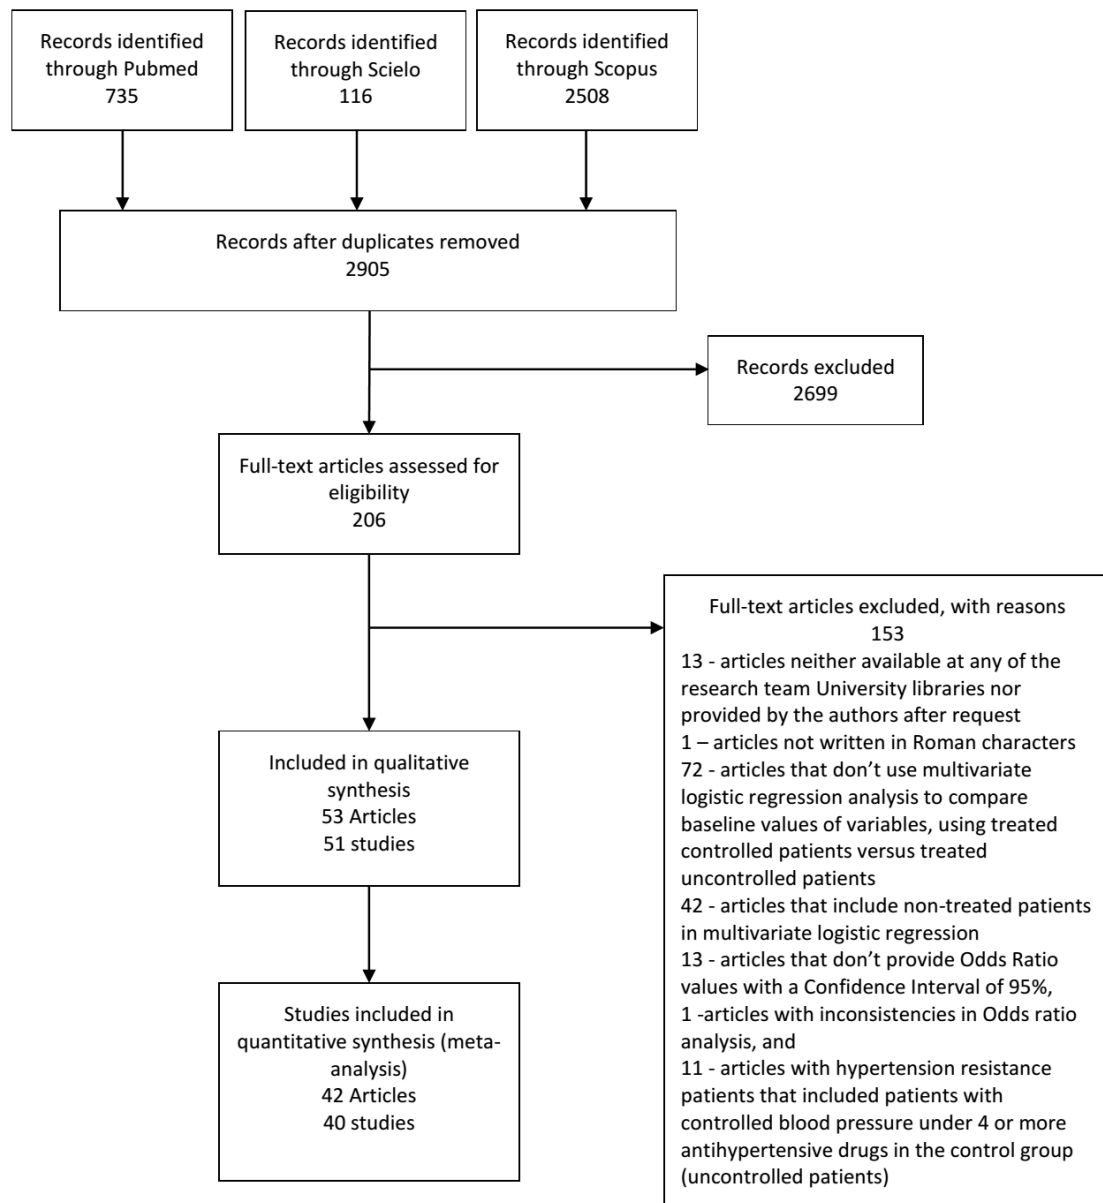 Records identified
through Pubmed
735
Records identified
through Scielo
116
Records identified
through Scopus
2508
Records after duplicates removed
2905
Records excluded
2699
Full-text articles assessed for
eligibility
206
Full-text articles excluded, with reasons
153
13 - articles neither available at any of the
research team University libraries nor
provided by the authors after request
1 – articles not written in Roman characters
72 - articles that don’t use multivariate
logistic regression analysis to compare
baseline values of variables, using treated
controlled patients versus treated
uncontrolled patients
42 - articles that include non-treated patients
in multivariate logistic regression
13 - articles that don’t provide Odds Ratio
values with a Confidence Interval of 95%,
1 -articles with inconsistencies in Odds ratio
analysis, and
11 - articles with hypertension resistance
patients that included patients with
controlled blood pressure under 4 or more
antihypertensive drugs in the control group
(uncontrolled patients)
Included in qualitative
synthesis
53 Articles
51 studies
Studies included in
quantitative synthesis (meta-
analysis)
42 Articles
40 studies